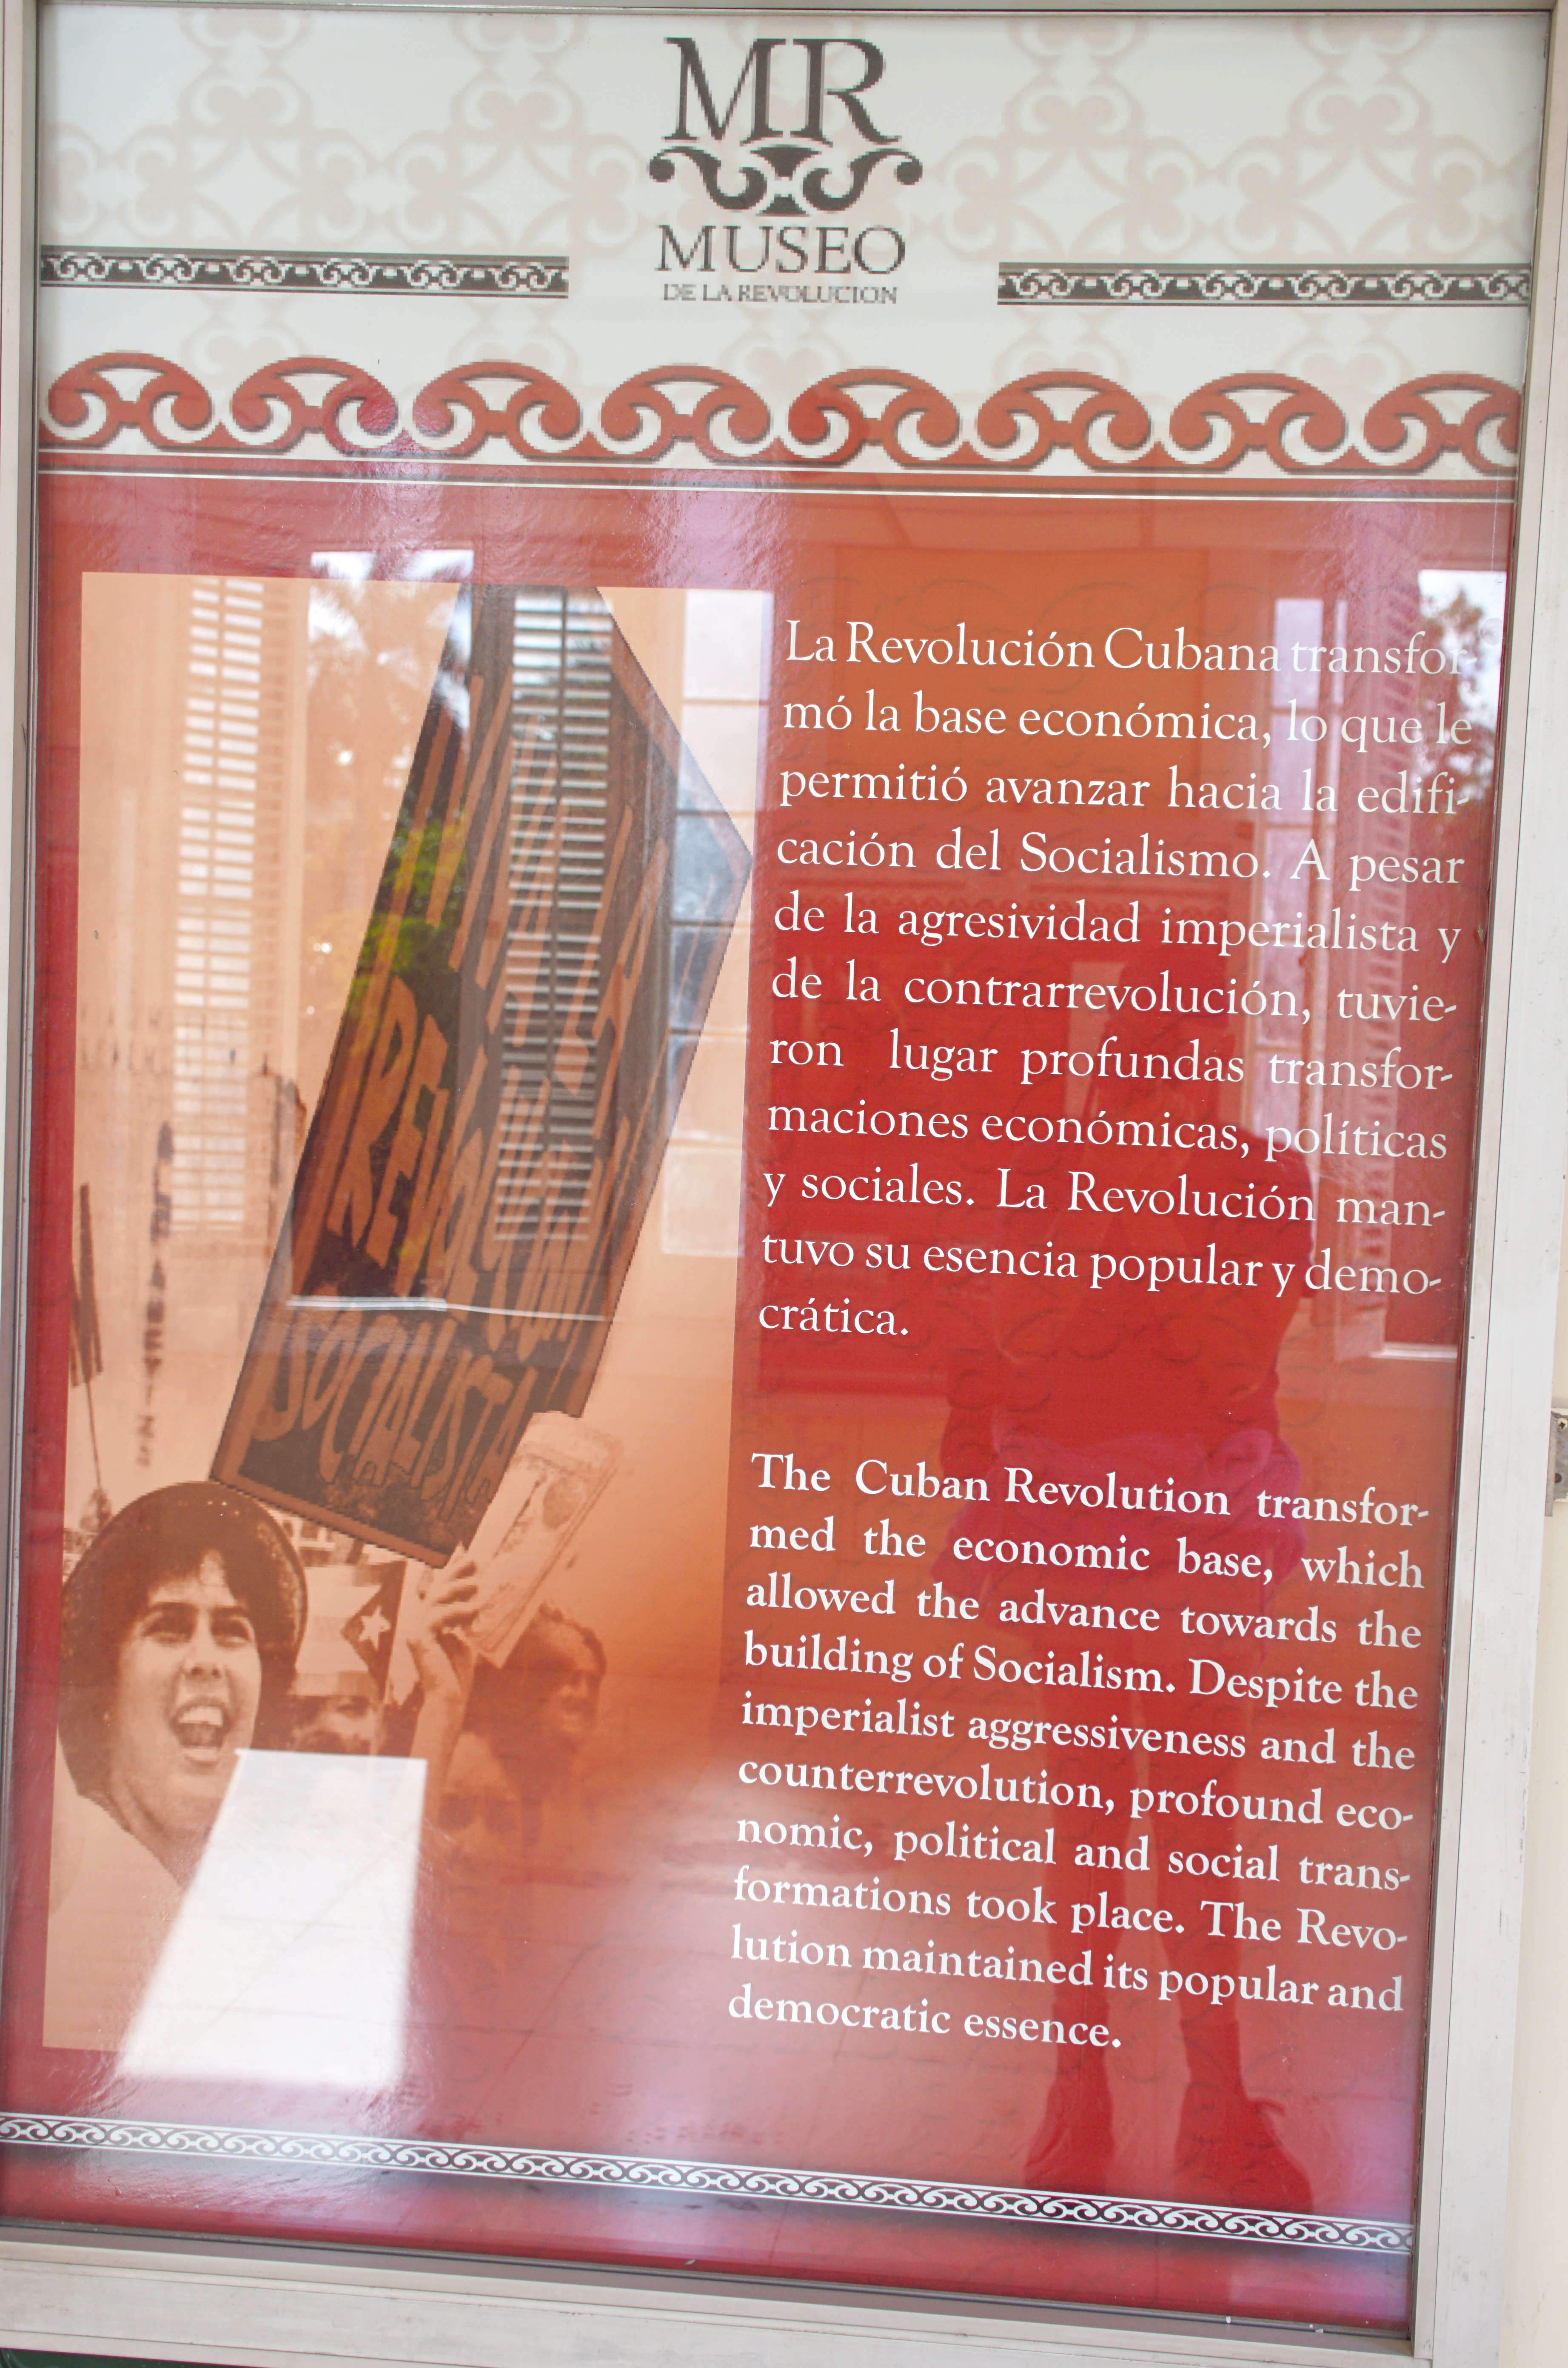 MR
MUSEO
DE LA REVOLUCION
La Revolución Cubana transfor-
mó la base económica, lo que le
permitió avanzar hacia la edifi-
cación del Socialismo. A pesar
de la agresividad imperialista y
de la contrarrevolución, tuvie-
ron lugar profundas transfor-
maciones económicas, políticas
y sociales. La Revolución man-
tuvo su esencia popular y demo-
crática.
The Cuban Revolution transfor-
med the economic base, which
allowed the advance towards the
building of Socialism. Despite the
imperialist aggressiveness and the
counterrevolution, profound eco-
nomic, political and social trans-
formations took place. The Revo-
lution maintained its popular and
democratic essence.
SOCIALISTA